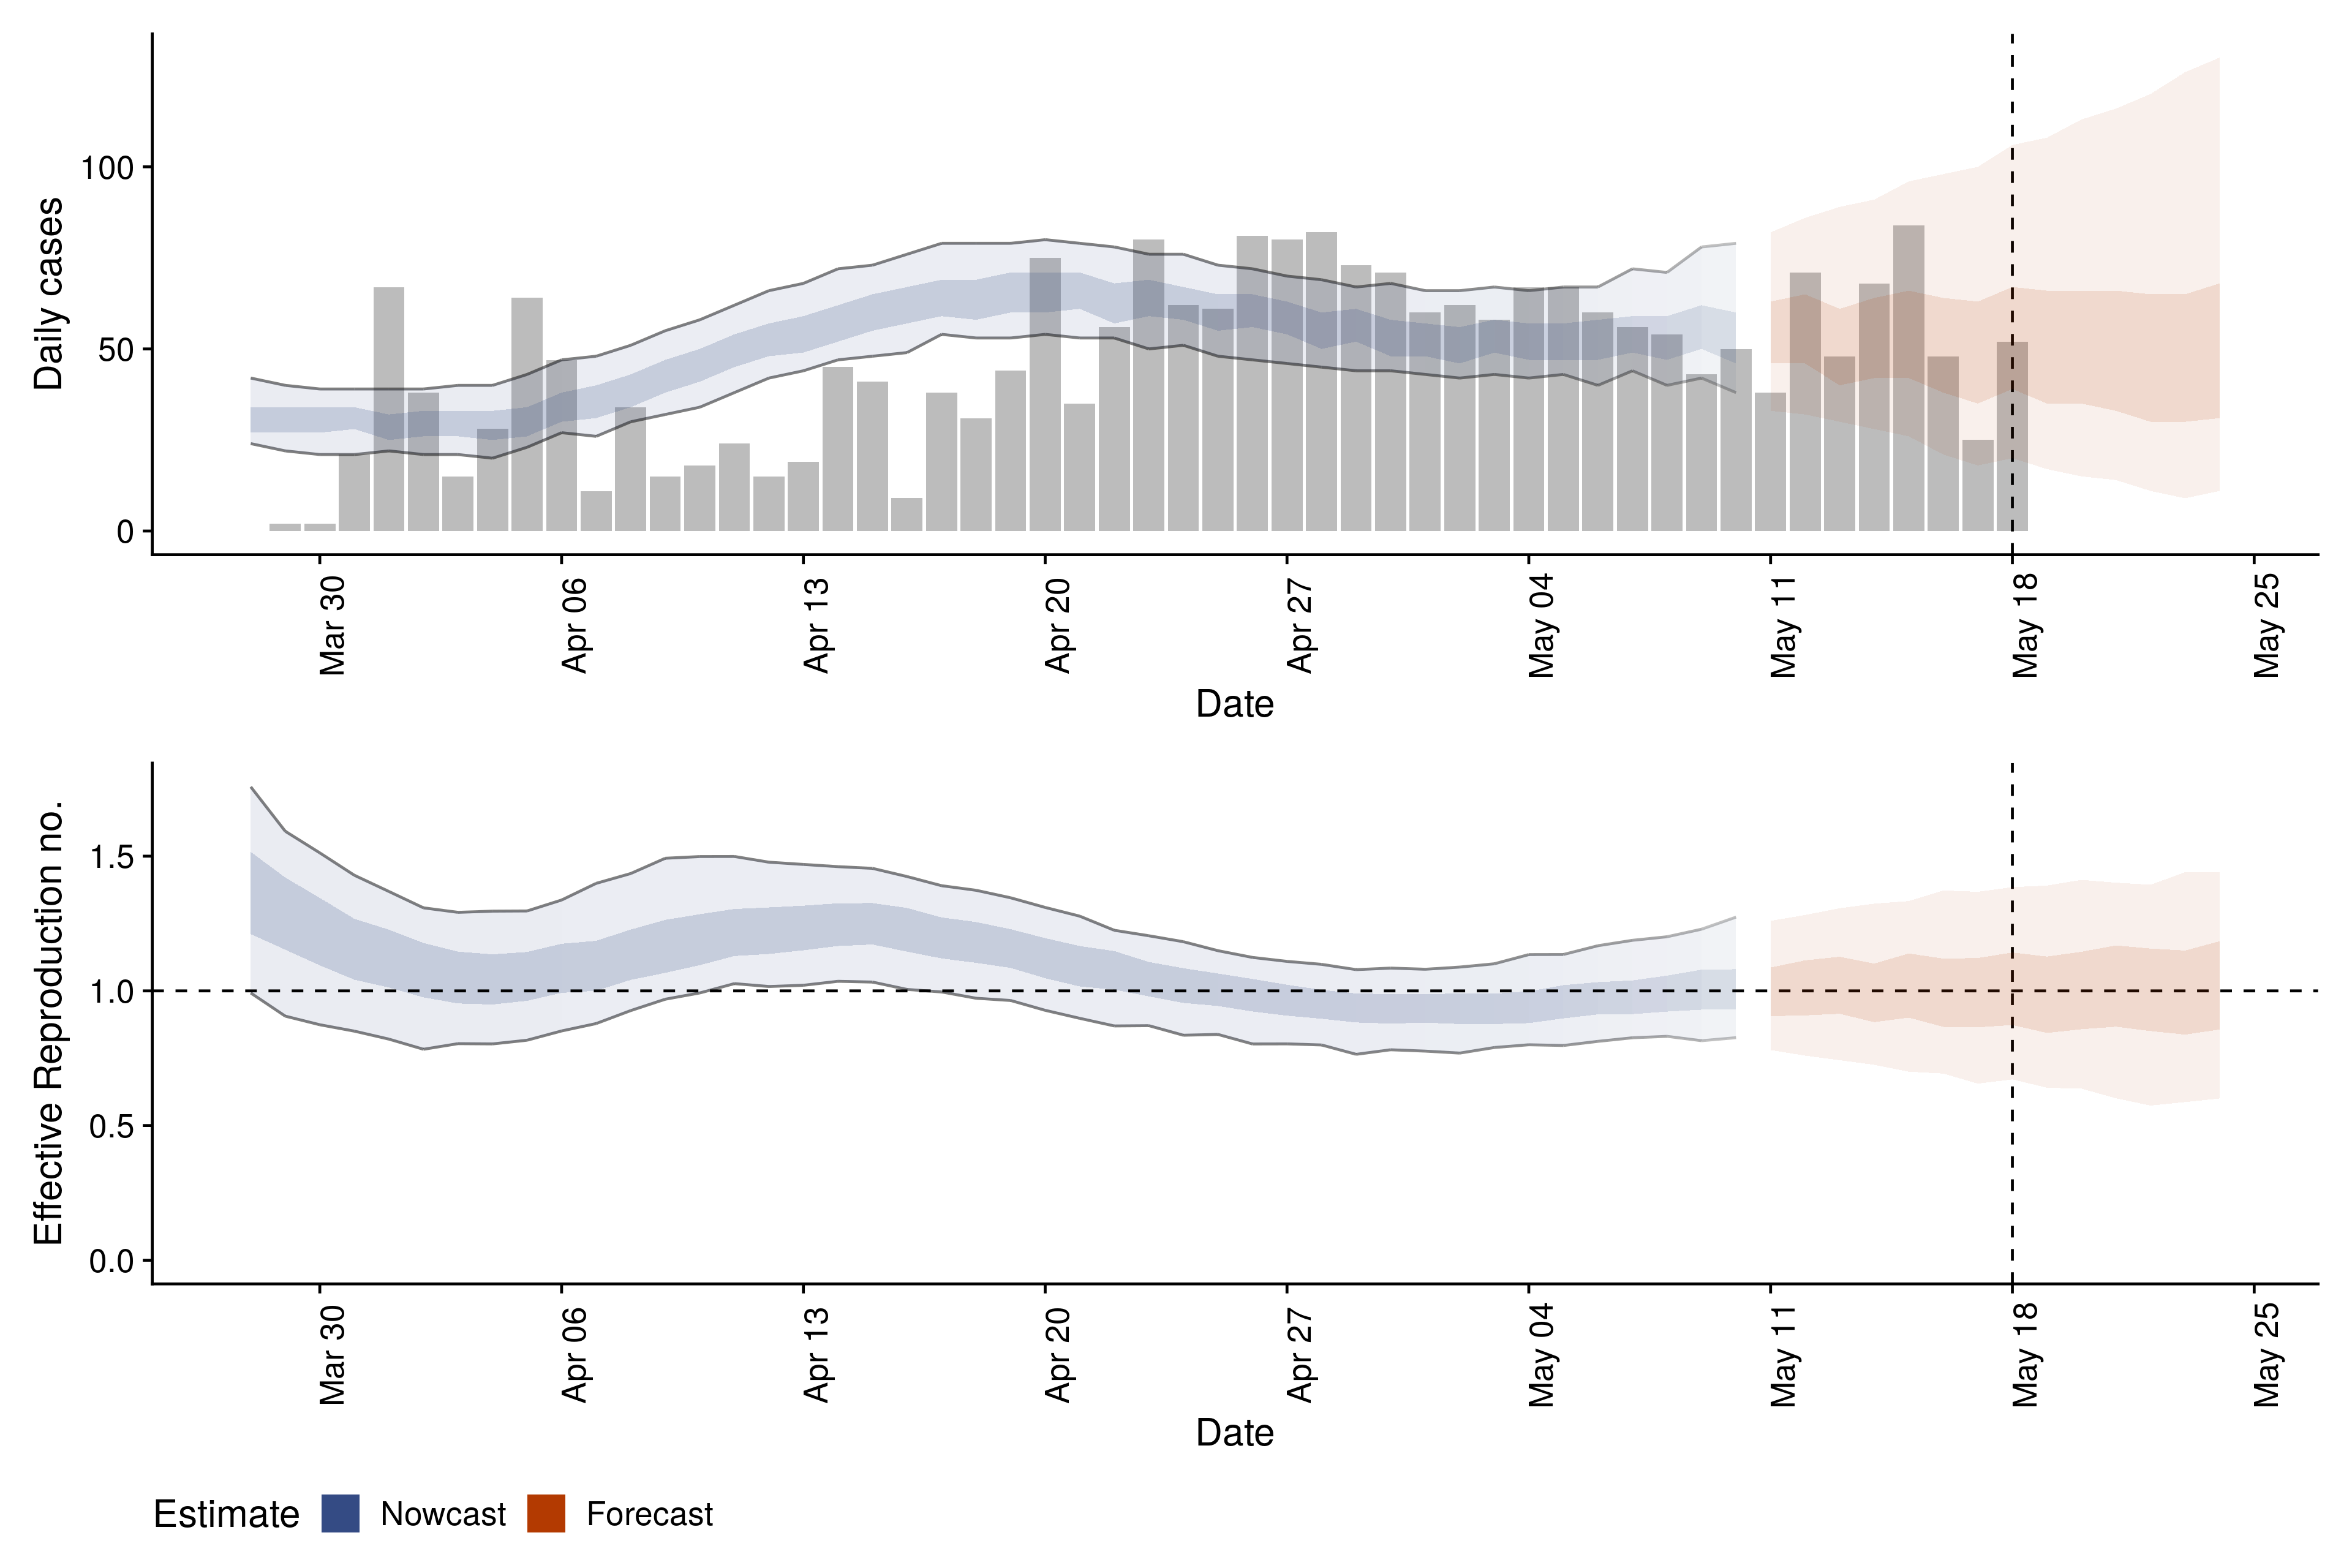 Daily cases
100
50
0
Mar 30
Apr 06
Apr 13
Apr 20
Apr 27
May 04
May 11
May 18
May 25
Date
Effective Reproduction no.
1.5
1.0
0.5
0.0
Mar 30
Apr 06
Apr 13
Apr 20
Apr 27
May 04
May 11
May 18
May 25
Date
Estimate Nowcast Forecast